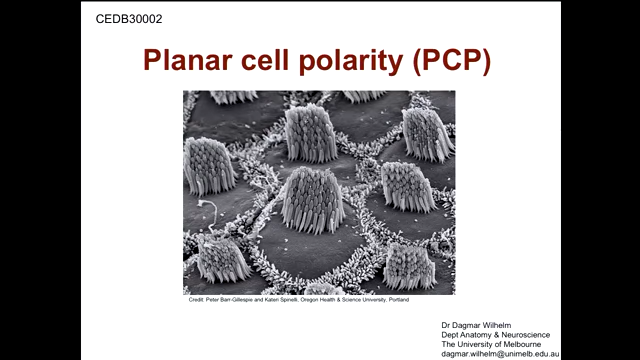 CEDB30002
Planar cell polarity (PCP)
Credit: Peter Barr-Gillespie and Kateri Spinelli, Oregon Health & Science University, Portland
Dr Dagmar Wilhelm
Dept Anatomy & Neuroscience
The University of Melbourne
dagmar.wilhelm@unimelb.edu.au